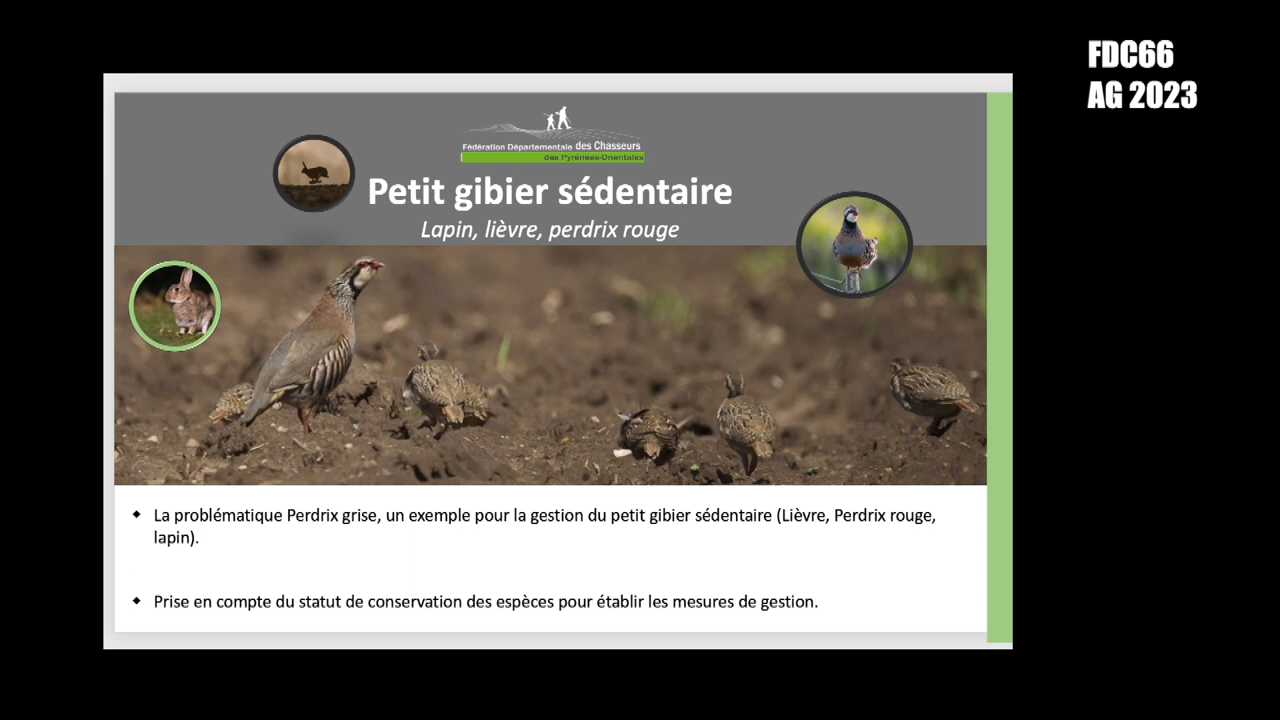 FDC66
AG 2023
Fédération Départementale des Chasseurs
des Pyrénées-Orientales
Petit gibier sédentaire
Lapin, lièvre, perdrix rouge
◆ La problématique Perdrix grise, un exemple pour la gestion du petit gibier sédentaire (Lièvre, Perdrix rouge,
lapin).
◆ Prise en compte du statut de conservation des espèces pour établir les mesures de gestion.